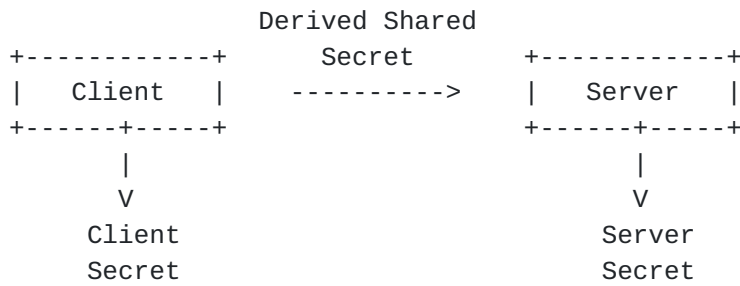 Derived Shared
+------------+      Secret       +------------+
|   Client   |    ---------->    |   Server   |
+------+-----+                   +------+-----+
       |                                |
       V                                V
     Client                           Server
     Secret                           Secret